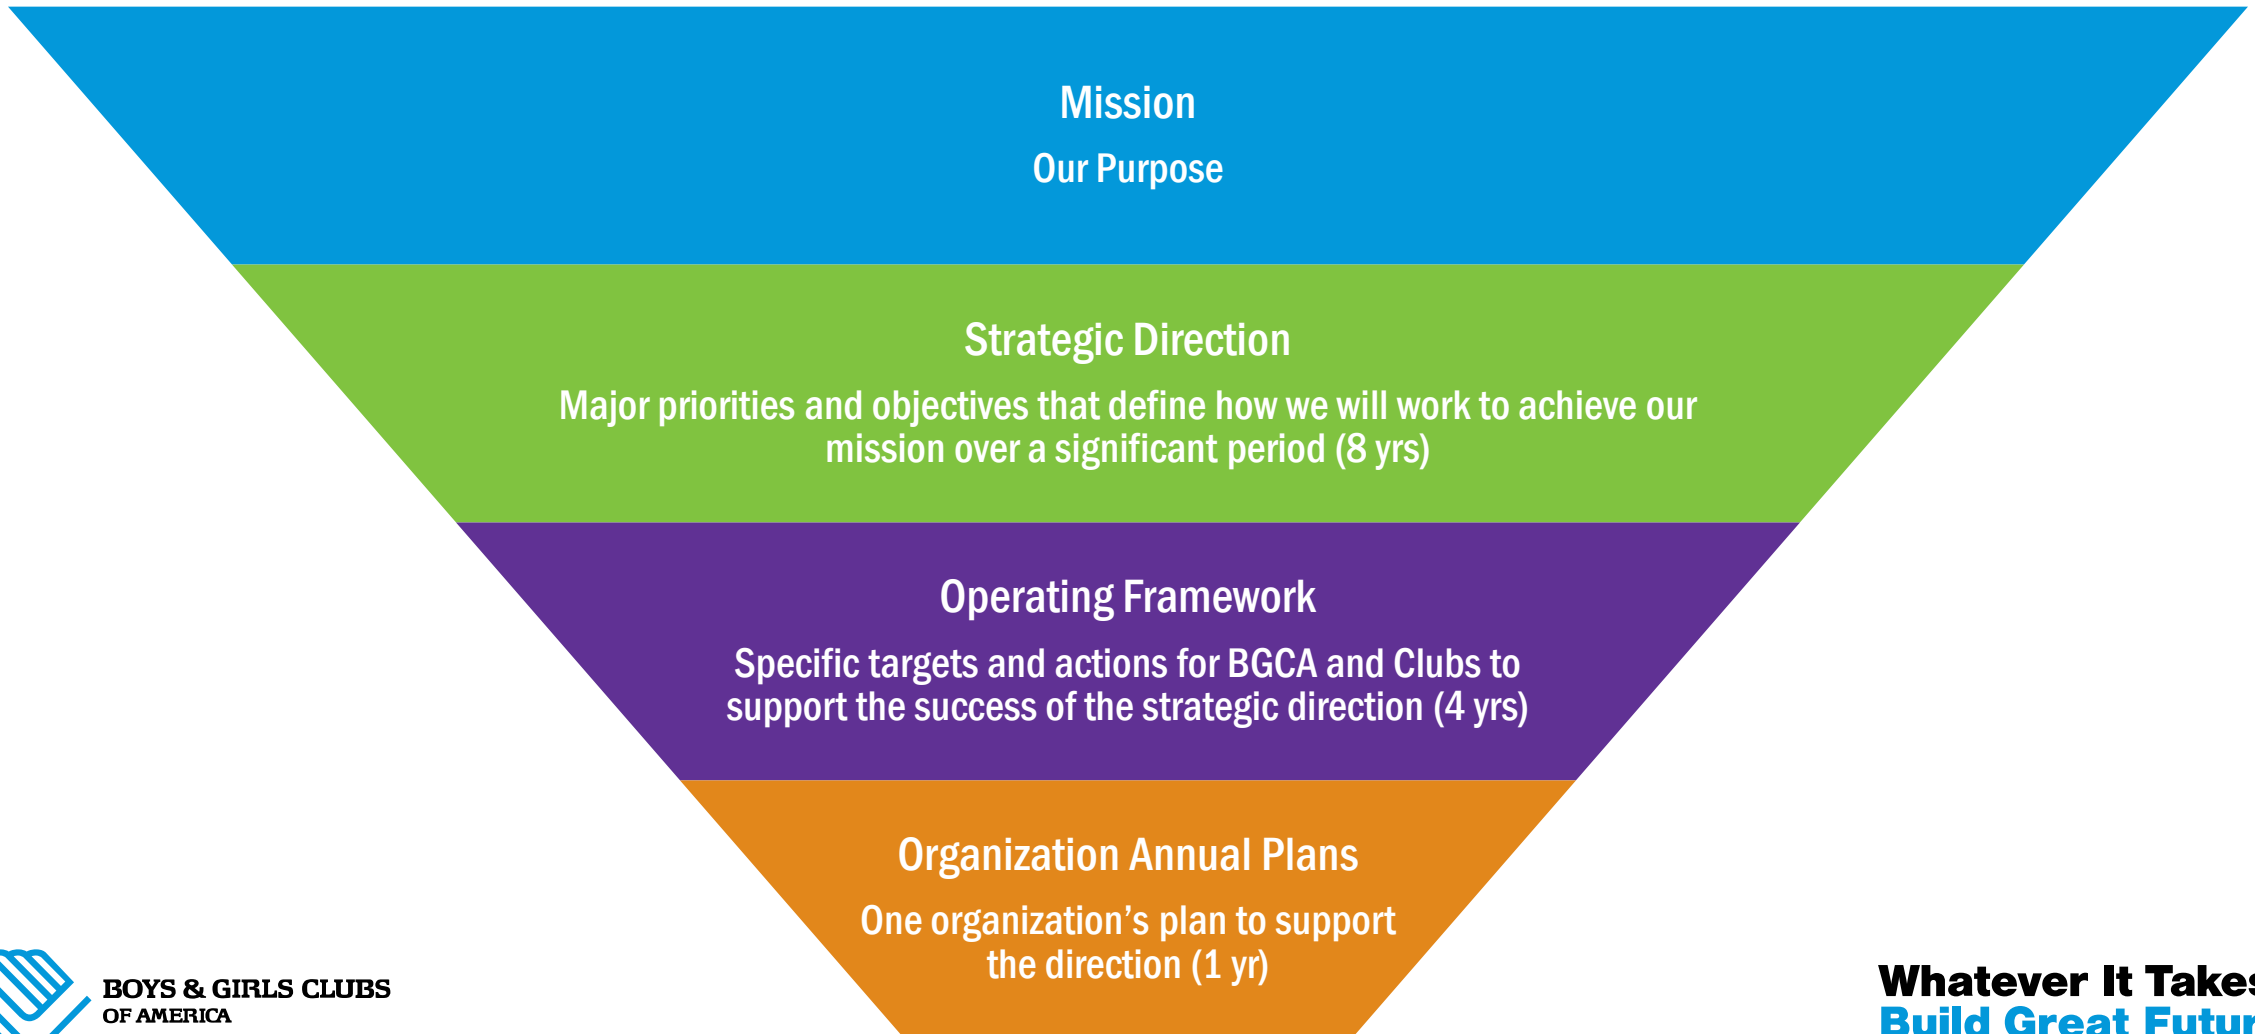 Mission
Our Purpose
Strategic Direction
Major priorities and objectives that define how we will work to achieve our
mission over a significant period (8 yrs)
Operating Framework
Specific targets and actions for BGCA and Clubs to
support the success of the strategic direction (4 yrs)
Organization Annual Plans
One organization’s plan to support
the direction (1 yr)
BOYS & GIRLS CLUBS
OF AMERICA
Whatever It Takes
Build Great Futur